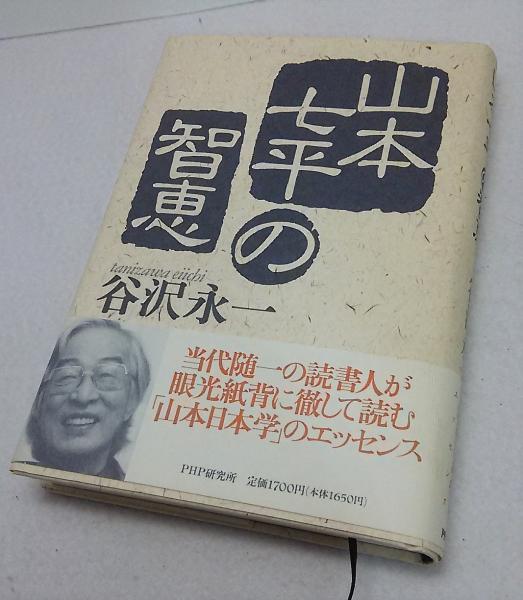 山本
七平
の
智恵
tanizawa eiichi
谷沢永一
当代随一の読書人が
眼光紙背に徹して読む
「山本日本学」のエッセンス
PHP研究所 定価1700円(本体1650円)